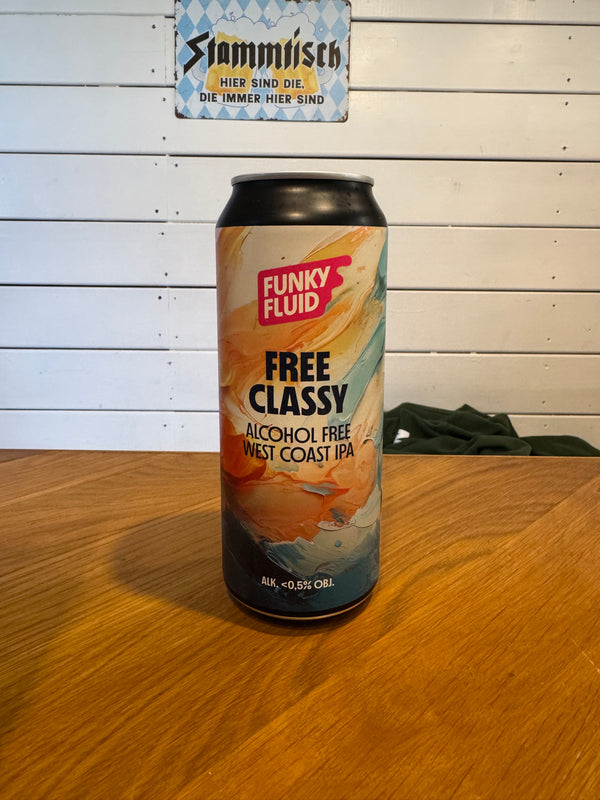 Stammtisch
HIER SIND DIE,
DIE IMMER HIER SIND
FUNKY
FLUID
FREE
CLASSY
ALCOHOL FREE
WEST COAST IPA
ALK. <0,5% OBJ.